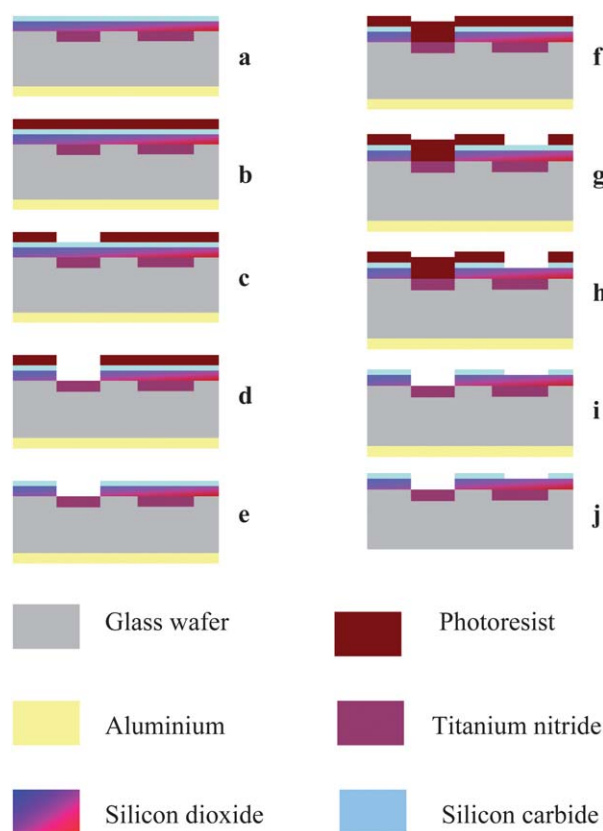 a
b
c
d
e
f
g
h
i
j
Glass wafer
Photoresist
Aluminium
Titanium nitride
Silicon dioxide
Silicon carbide